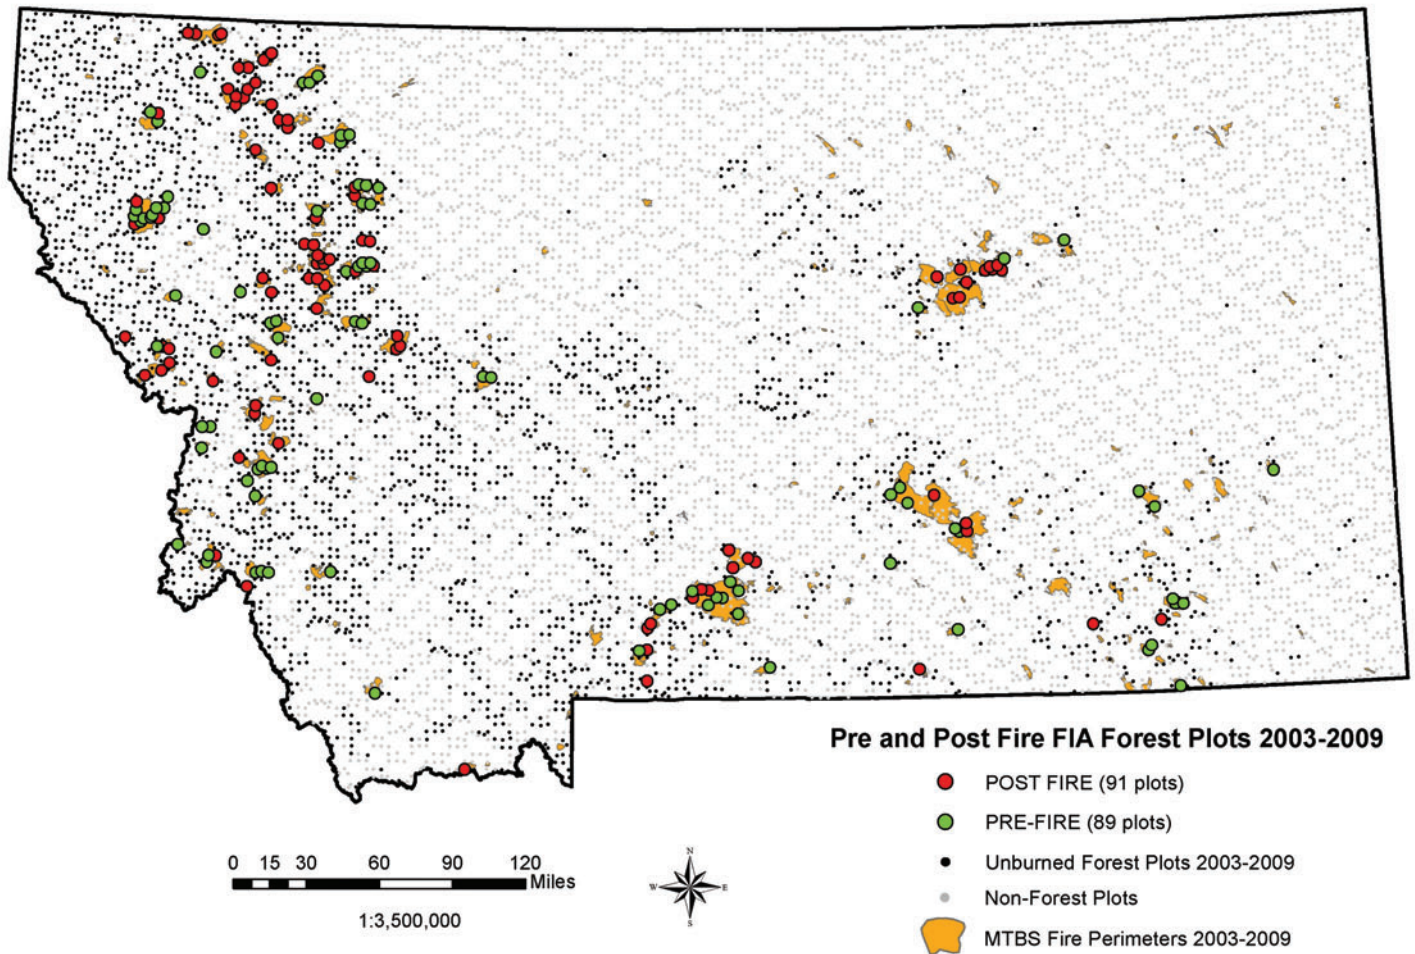 Pre and Post Fire FIA Forest Plots 2003-2009
POST FIRE (91 plots)
PRE-FIRE (89 plots)
Unburned Forest Plots 2003-2009
Non-Forest Plots
MTBS Fire Perimeters 2003-2009
0 15 30 60 90 120
Miles
1:3,500,000
N
W E
S